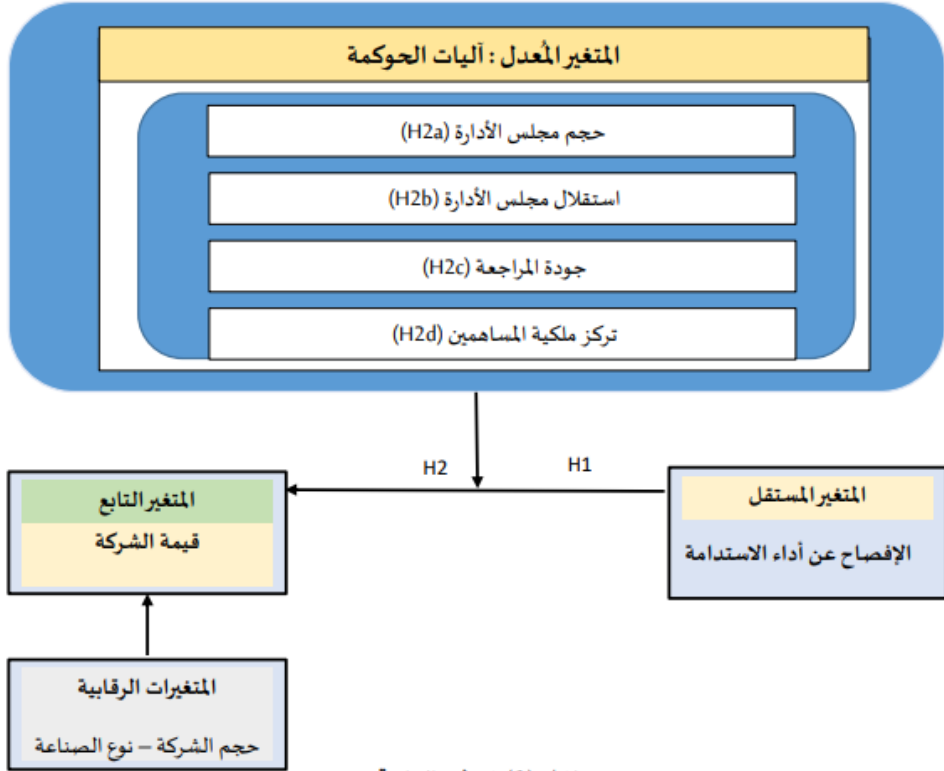 المتغير المُعدل : آليات الحوكمة
حجم مجلس الأدارة (H2a)
استقلال مجلس الأدارة (H2b)
جودة المراجعة (H2c)
تركز ملكية المساهمين (H2d)
H1
H2
المتغير المستقل
الإفصاح عن أداء الاستدامة
المتغير التابع
قيمة الشركة
المتغيرات الرقابية
حجم الشركة – نوع الصناعة